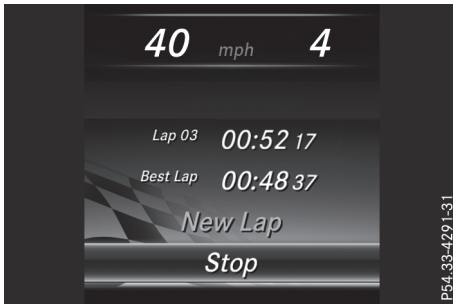 40 mph 4
Lap 03 00:52 17
Best Lap 00:48 37
New Lap
Stop
P54.33-4291-31